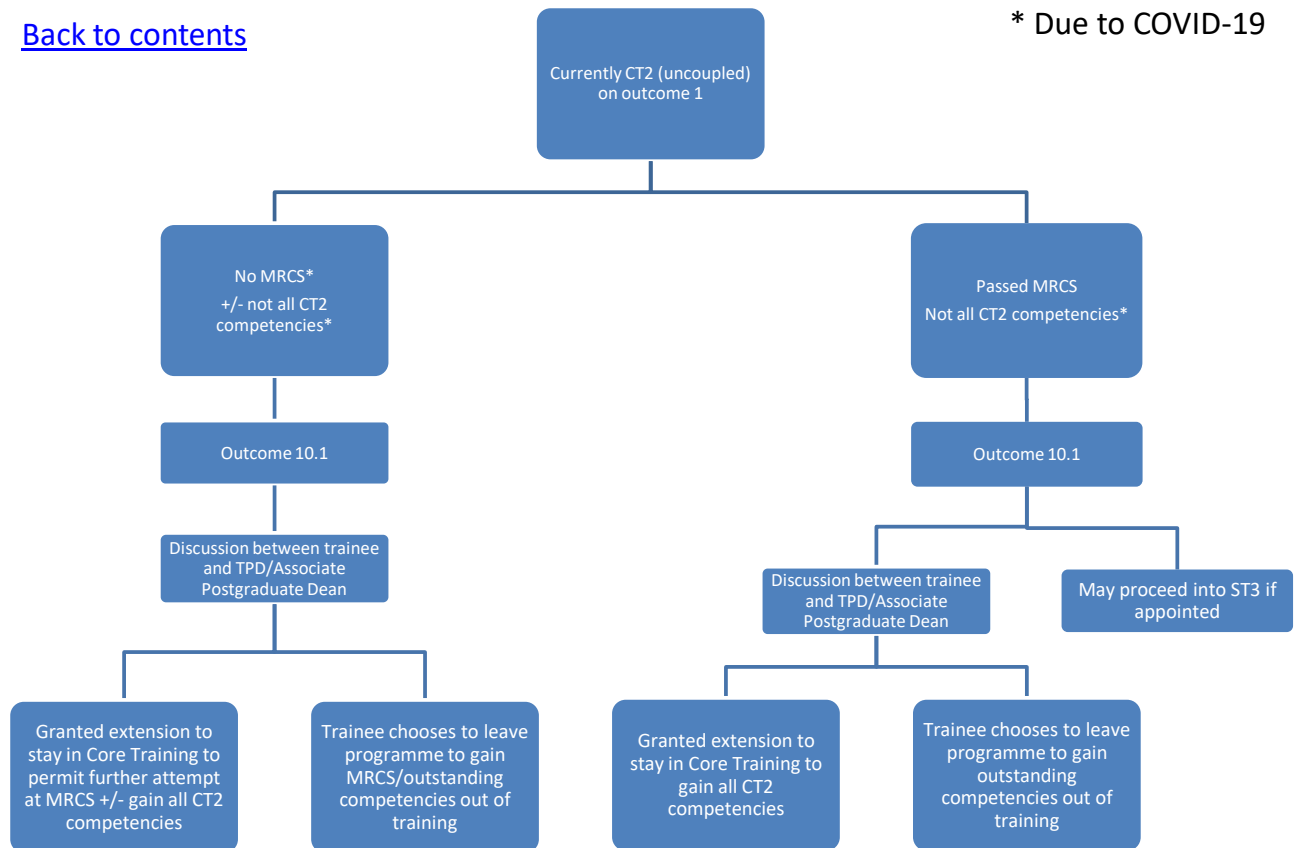 Back to contents
* Due to COVID-19
Currently CT2 (uncoupled)
on outcome 1
No MRCS*
+/- not all CT2
competencies*
Passed MRCS
Not all CT2 competencies*
Outcome 10.1
Outcome 10.1
Discussion between trainee
and TPD/Associate
Postgraduate Dean
Discussion between trainee
and TPD/Associate
Postgraduate Dean
May proceed into ST3 if
appointed
Granted extension to
stay in Core Training to
permit further attempt
at MRCS +/- gain all CT2
competencies
Trainee chooses to leave
programme to gain
MRCS/outstanding
competencies out of
training
Granted extension to
stay in Core Training to
gain all CT2
competencies
Trainee chooses to leave
programme to gain
outstanding
competencies out of
training